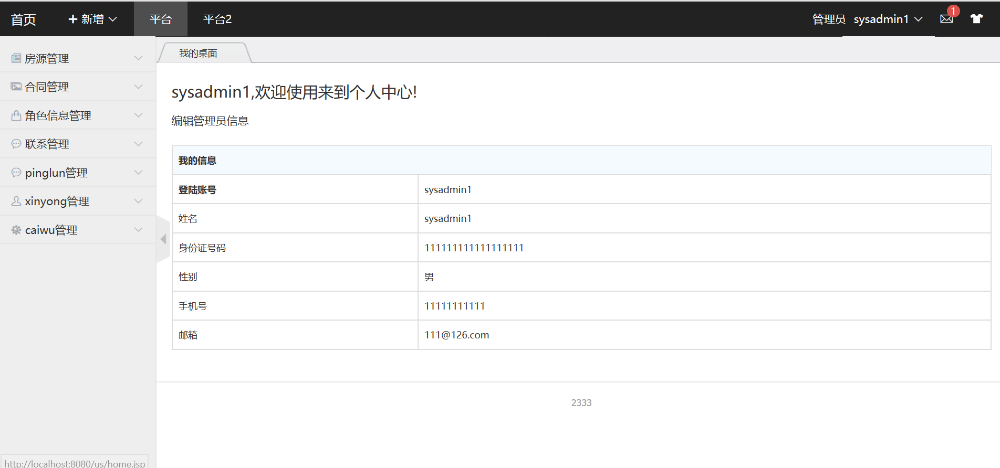 首页 新增 平台 平台2 管理员 sysadmin1 1
我的桌面
房源管理
合同管理
角色信息管理
联系管理
pinglun管理
xinyong管理
caiwu管理
sysadmin1,欢迎使用来到个人中心!
编辑管理员信息
我的信息
登陆账号 sysadmin1
姓名 sysadmin1
身份证号码 111111111111111111
性别 男
手机号 11111111111
邮箱 111@126.com
2333
http://localhost:8080/us/home.jsp